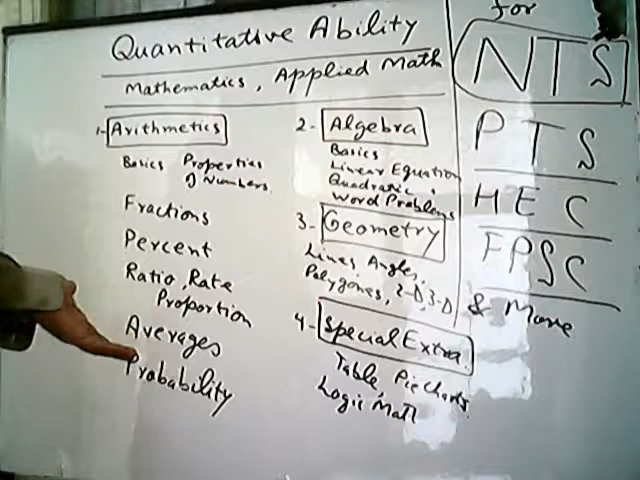 Quantitative Ability
Mathematics, Applied Math
1- Arithmetics
Basics Properties
of Numbers.
Fractions
Percent
Ratio, Rate
Proportion
Averages
Probability
2- Algebra
Basics
Linear Equation
Quadratic,
Word Problems
3- Geometry
Lines, Angles,
Polygones, 2-D, 3-D
4- Special Extra
Table, Pie Charts
Logic Math
for
NTS
PTS
HEC
FPSC
& More